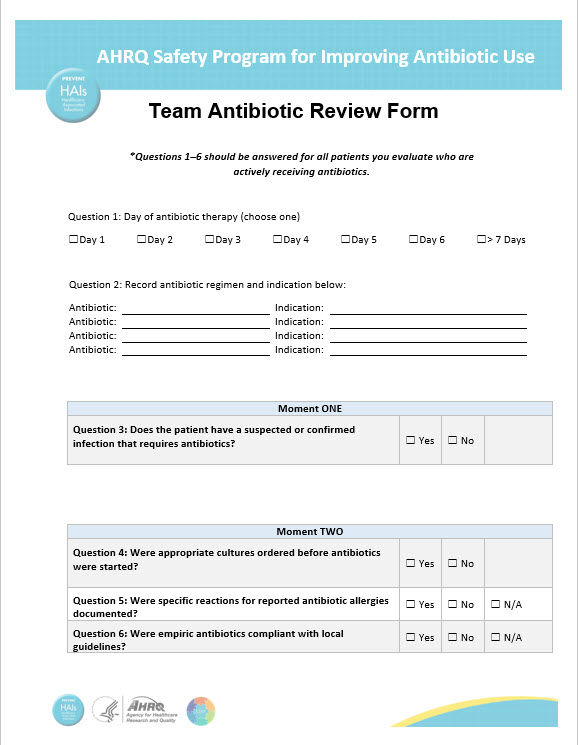 AHRQ Safety Program for Improving Antibiotic Use
PREVENT
HAIs
Healthcare
Associated
Infections
Team Antibiotic Review Form
*Questions 1–6 should be answered for all patients you evaluate who are
actively receiving antibiotics.
Question 1: Day of antibiotic therapy (choose one)
☐Day 1 ☐Day 2 ☐Day 3 ☐Day 4 ☐Day 5 ☐Day 6 ☐> 7 Days
Question 2: Record antibiotic regimen and indication below:
Antibiotic: Indication:
Antibiotic: Indication:
Antibiotic: Indication:
Antibiotic: Indication:
Moment ONE
Question 3: Does the patient have a suspected or confirmed
infection that requires antibiotics?
☐ Yes ☐ No
Moment TWO
Question 4: Were appropriate cultures ordered before antibiotics
were started?
☐ Yes ☐ No
Question 5: Were specific reactions for reported antibiotic allergies
documented?
☐ Yes ☐ No ☐ N/A
Question 6: Were empiric antibiotics compliant with local
guidelines?
☐ Yes ☐ No ☐ N/A
HAIs
AHRQ
Agency for Healthcare
Research and Quality